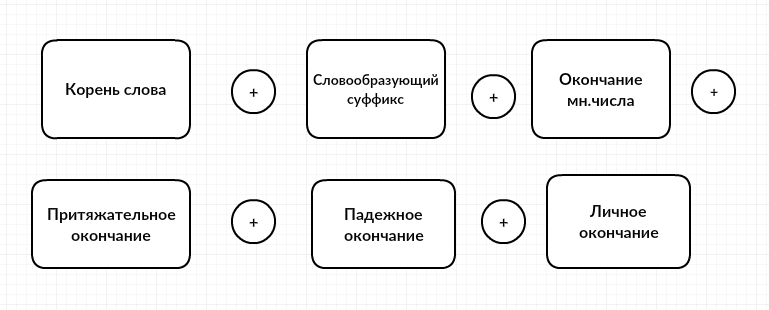 Корень слова
+
Словообразующий
суффикс
+
Окончание
мн.числа
+
Притяжательное
окончание
+
Падежное
окончание
+
Личное
окончание